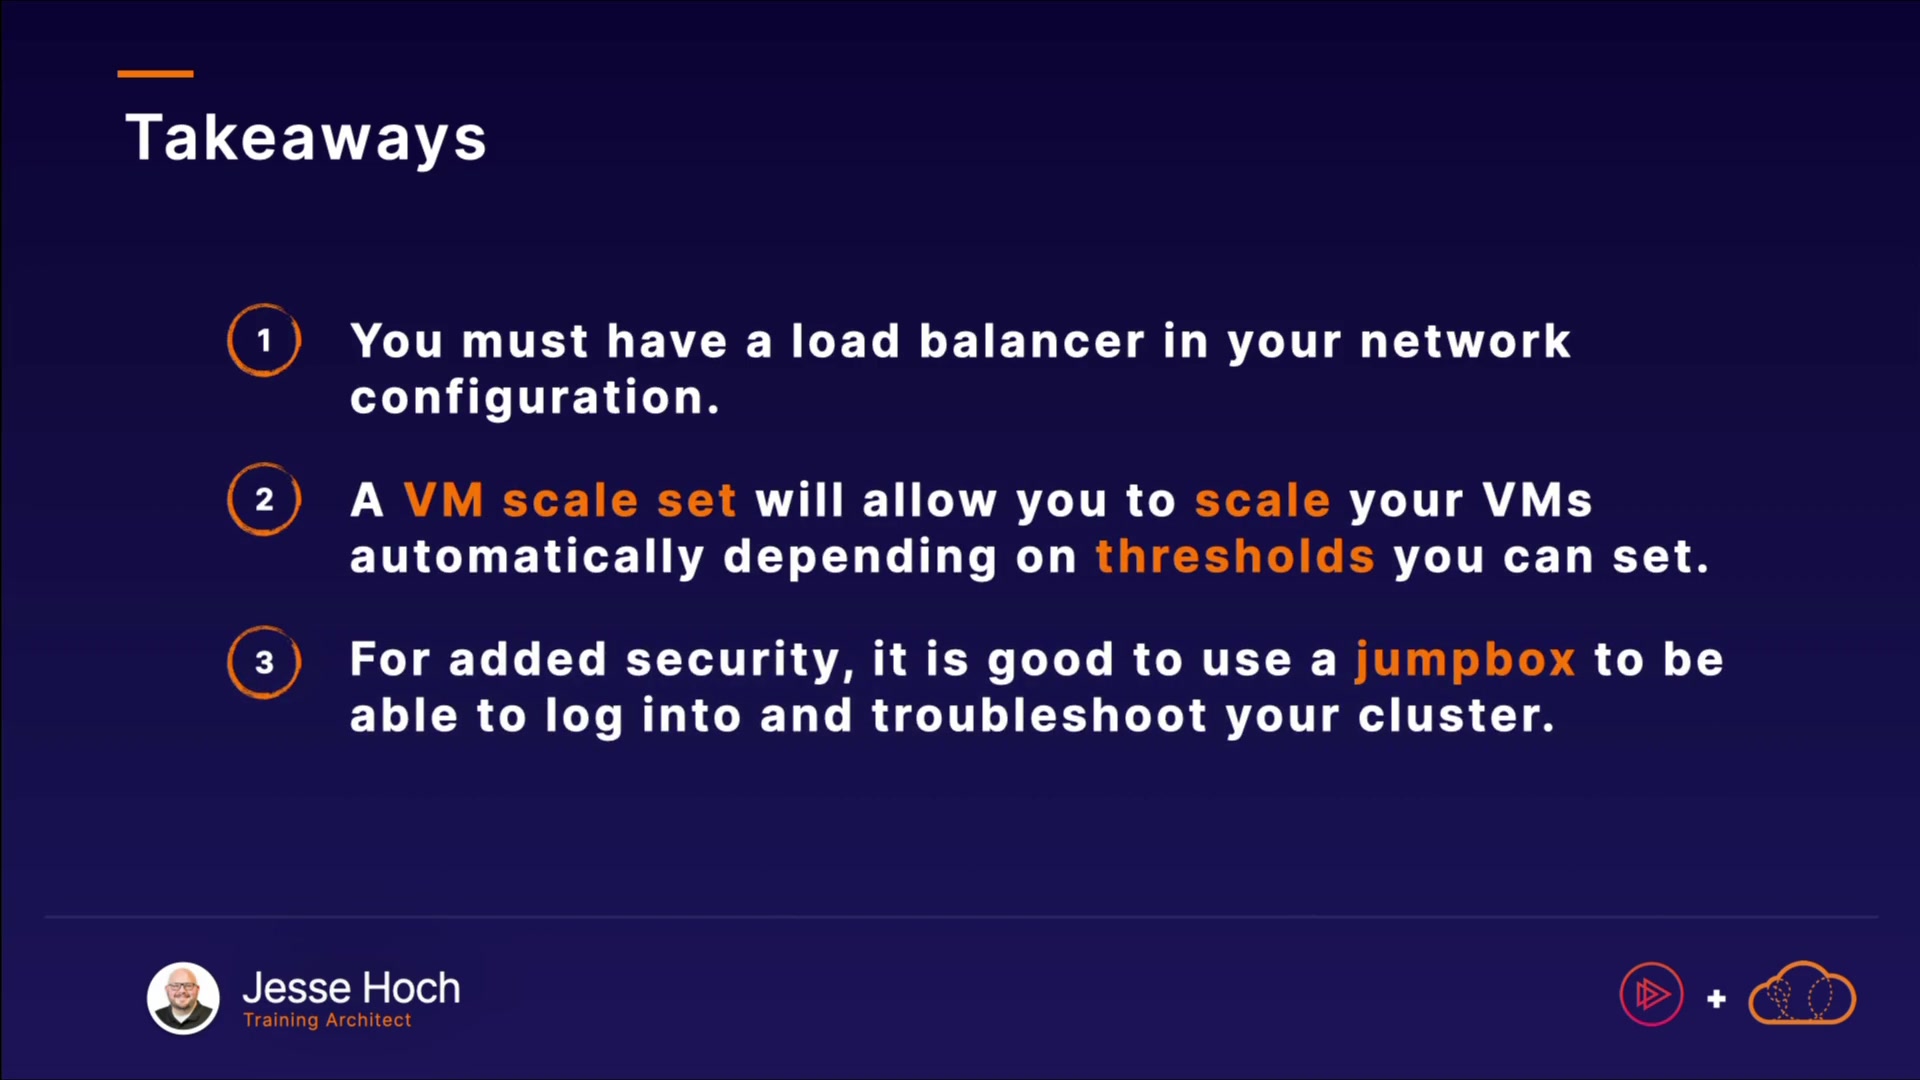 Takeaways
1
You must have a load balancer in your network
configuration.
2
A VM scale set will allow you to scale your VMs
automatically depending on thresholds you can set.
3
For added security, it is good to use a jumpbox to be
able to log into and troubleshoot your cluster.
Jesse Hoch
Training Architect
+